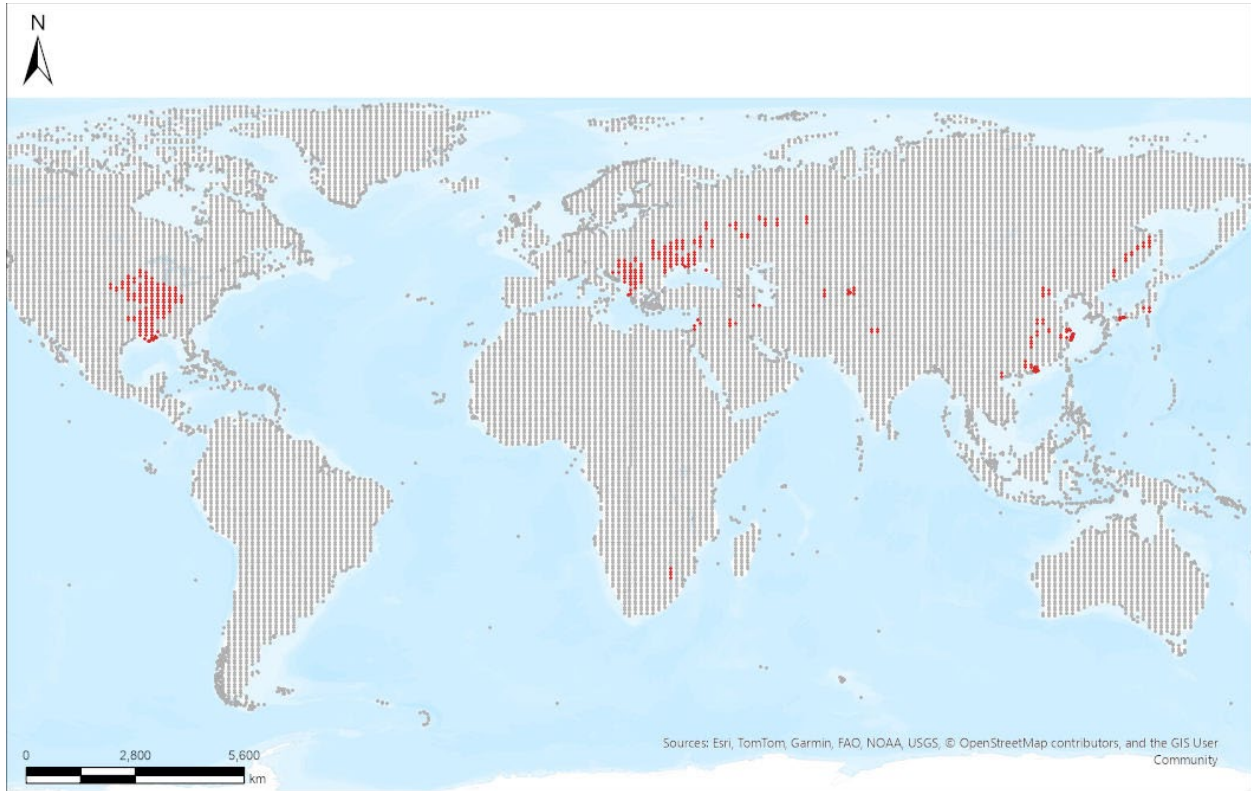 N
0 2,800 5,600
km
Sources: Esri, TomTom, Garmin, FAO, NOAA, USGS, © OpenStreetMap contributors, and the GIS User
Community